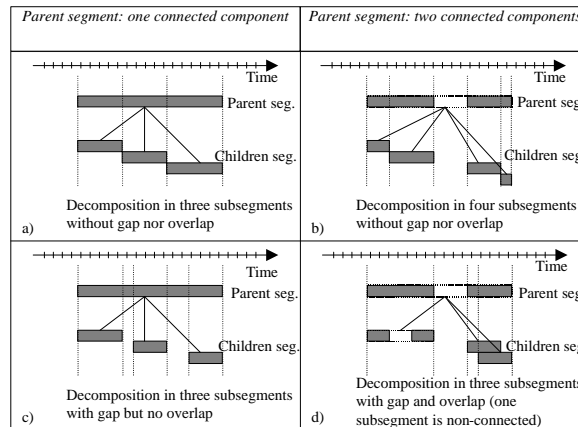 Parent segment: one connected component
Parent segment: two connected components
Time
Parent seg.
Children seg.
Decomposition in three subsegments
a) without gap nor overlap
Time
Parent seg.
Children seg.
Decomposition in four subsegments
b) without gap nor overlap
Time
Parent seg.
Children seg.
Decomposition in three subsegments
c) with gap but no overlap
Time
Parent seg.
Children seg.
Decomposition in three subsegments
with gap and overlap (one
d) subsegment is non-connected)